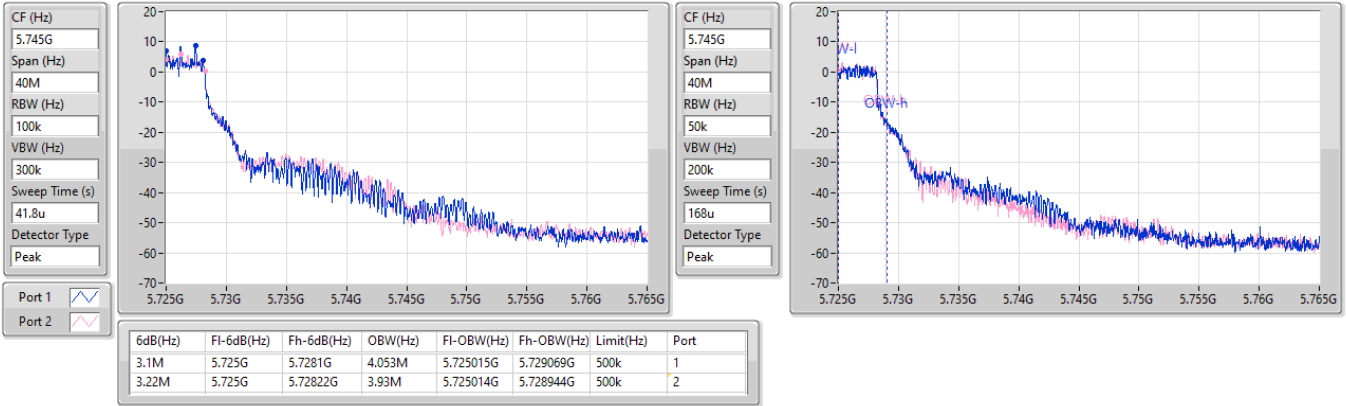 CF (Hz)
5.745G
Span (Hz)
40M
RBW (Hz)
100k
VBW (Hz)
300k
Sweep Time (s)
41.8u
Detector Type
Peak
Port 1
Port 2
20
10
0
-10
-20
-30
-40
-50
-60
-70
5.725G 5.73G 5.735G 5.74G 5.745G 5.75G 5.755G 5.76G 5.765G
CF (Hz)
5.745G
Span (Hz)
40M
RBW (Hz)
50k
VBW (Hz)
200k
Sweep Time (s)
168u
Detector Type
Peak
20
10
0
-10
-20
-30
-40
-50
-60
-70
W-l
OBW-h
5.725G 5.73G 5.735G 5.74G 5.745G 5.75G 5.755G 5.76G 5.765G
6dB(Hz) Fl-6dB(Hz) Fh-6dB(Hz) OBW(Hz) Fl-OBW(Hz) Fh-OBW(Hz) Limit(Hz) Port
3.1M 5.725G 5.7281G 4.053M 5.725015G 5.729069G 500k 1
3.22M 5.725G 5.72822G 3.93M 5.725014G 5.728944G 500k 2